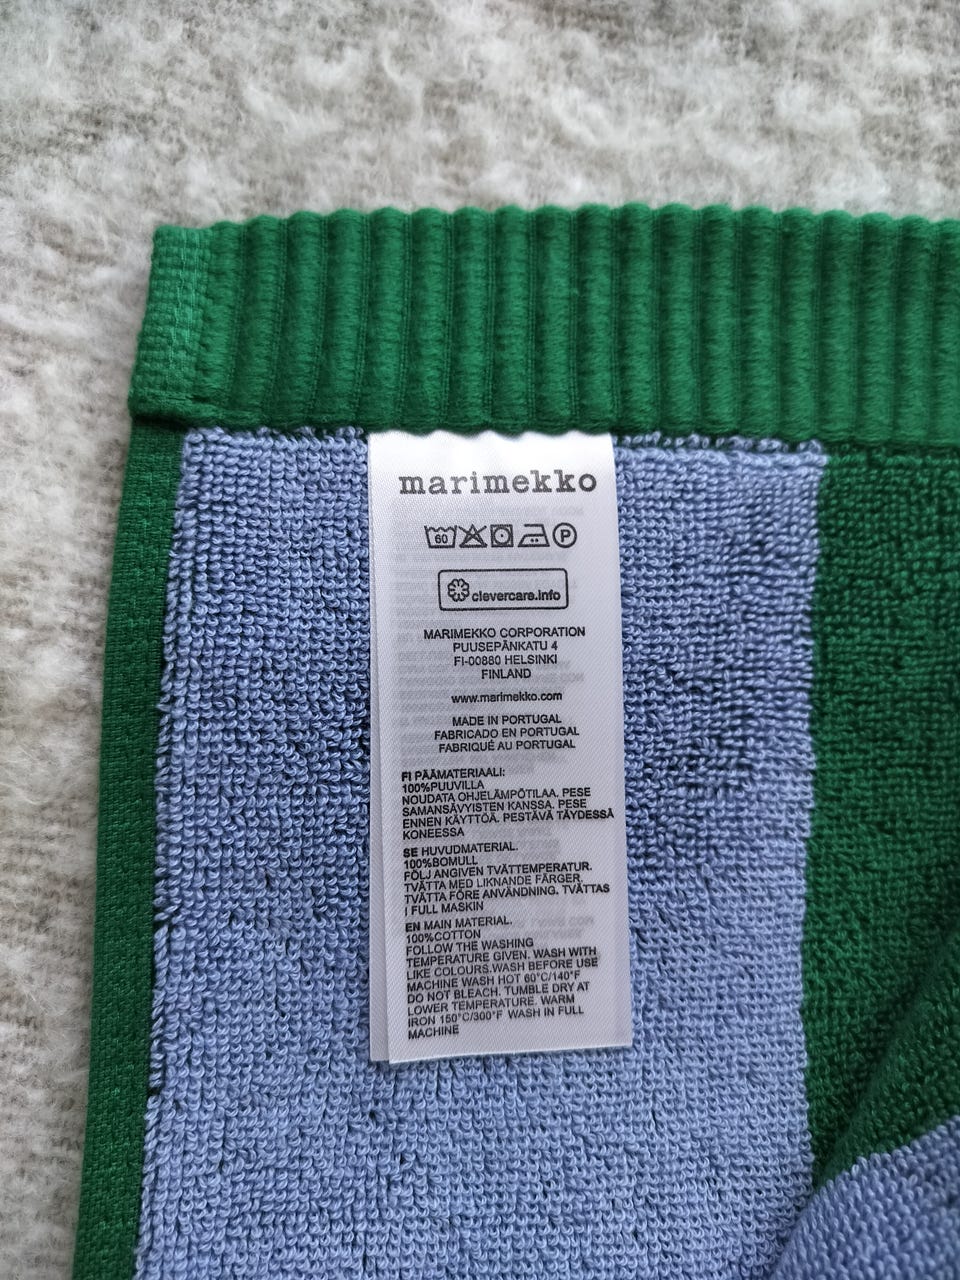 marimekko
60 P
clevercare.info
MARIMEKKO CORPORATION
PUUSEPÄNKATU 4
FI-00880 HELSINKI
FINLAND
www.marimekko.com
MADE IN PORTUGAL
FABRICADO EN PORTUGAL
FABRIQUÉ AU PORTUGAL
FI PÄÄMATERIAALI:
100%PUUVILLA
NOUDATA OHJELÄMPÖTILAA. PESE
SAMANSÄVYISTEN KANSSA. PESE
ENNEN KÄYTTÖÄ. PESTÄVÄ TÄYDESSÄ
KONEESSA
SE HUVUDMATERIAL.
100%BOMULL
FÖLJ ANGIVEN TVÄTTEMPERATUR.
TVÄTTA MED LIKNANDE FÄRGER.
TVÄTTA FÖRE ANVÄNDNING. TVÄTTAS
I FULL MASKIN
EN MAIN MATERIAL.
100%COTTON
FOLLOW THE WASHING
TEMPERATURE GIVEN. WASH WITH
LIKE COLOURS.WASH BEFORE USE
MACHINE WASH HOT 60°C/140°F
DO NOT BLEACH. TUMBLE DRY AT
LOWER TEMPERATURE. WARM
IRON 150°C/300°F WASH IN FULL
MACHINE